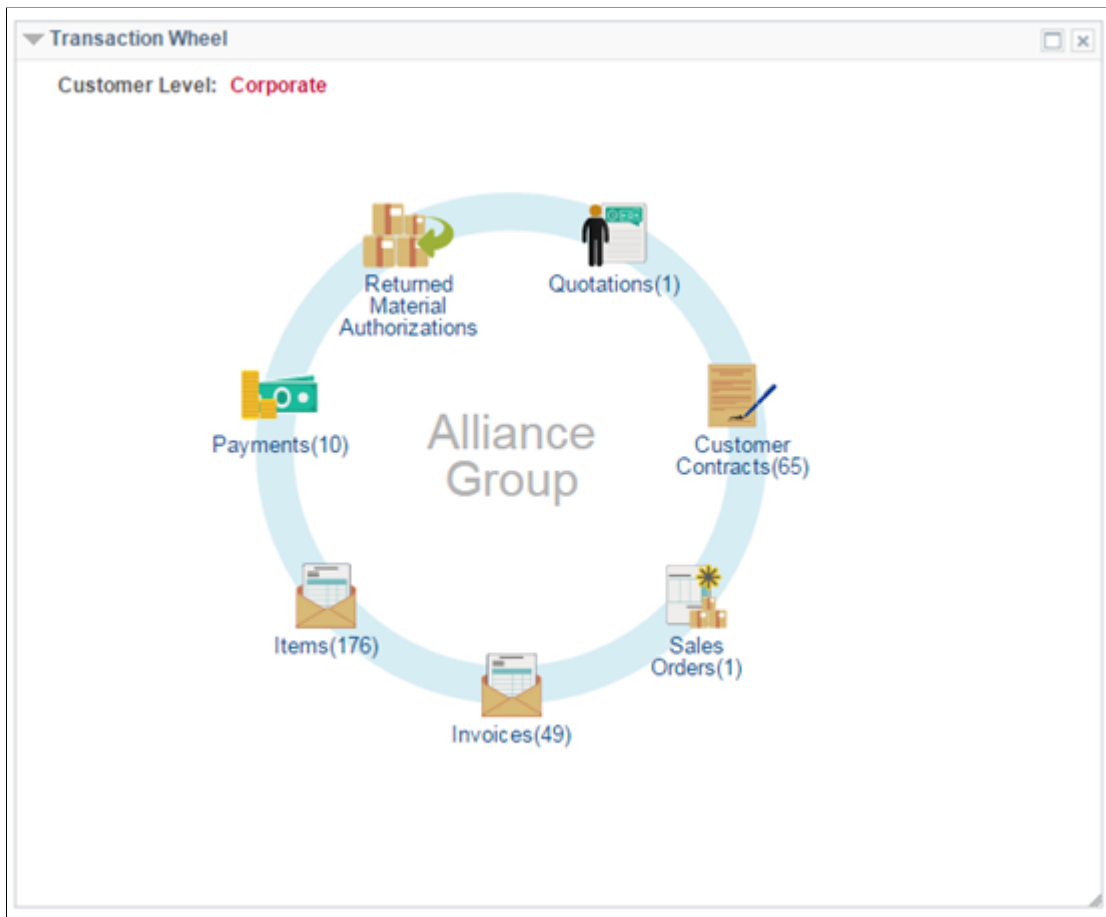 Transaction Wheel
Customer Level: Corporate
Returned
Material
Authorizations
Quotations(1)
Payments(10)
Alliance
Group
Customer
Contracts(65)
Items(176)
Sales
Orders(1)
Invoices(49)